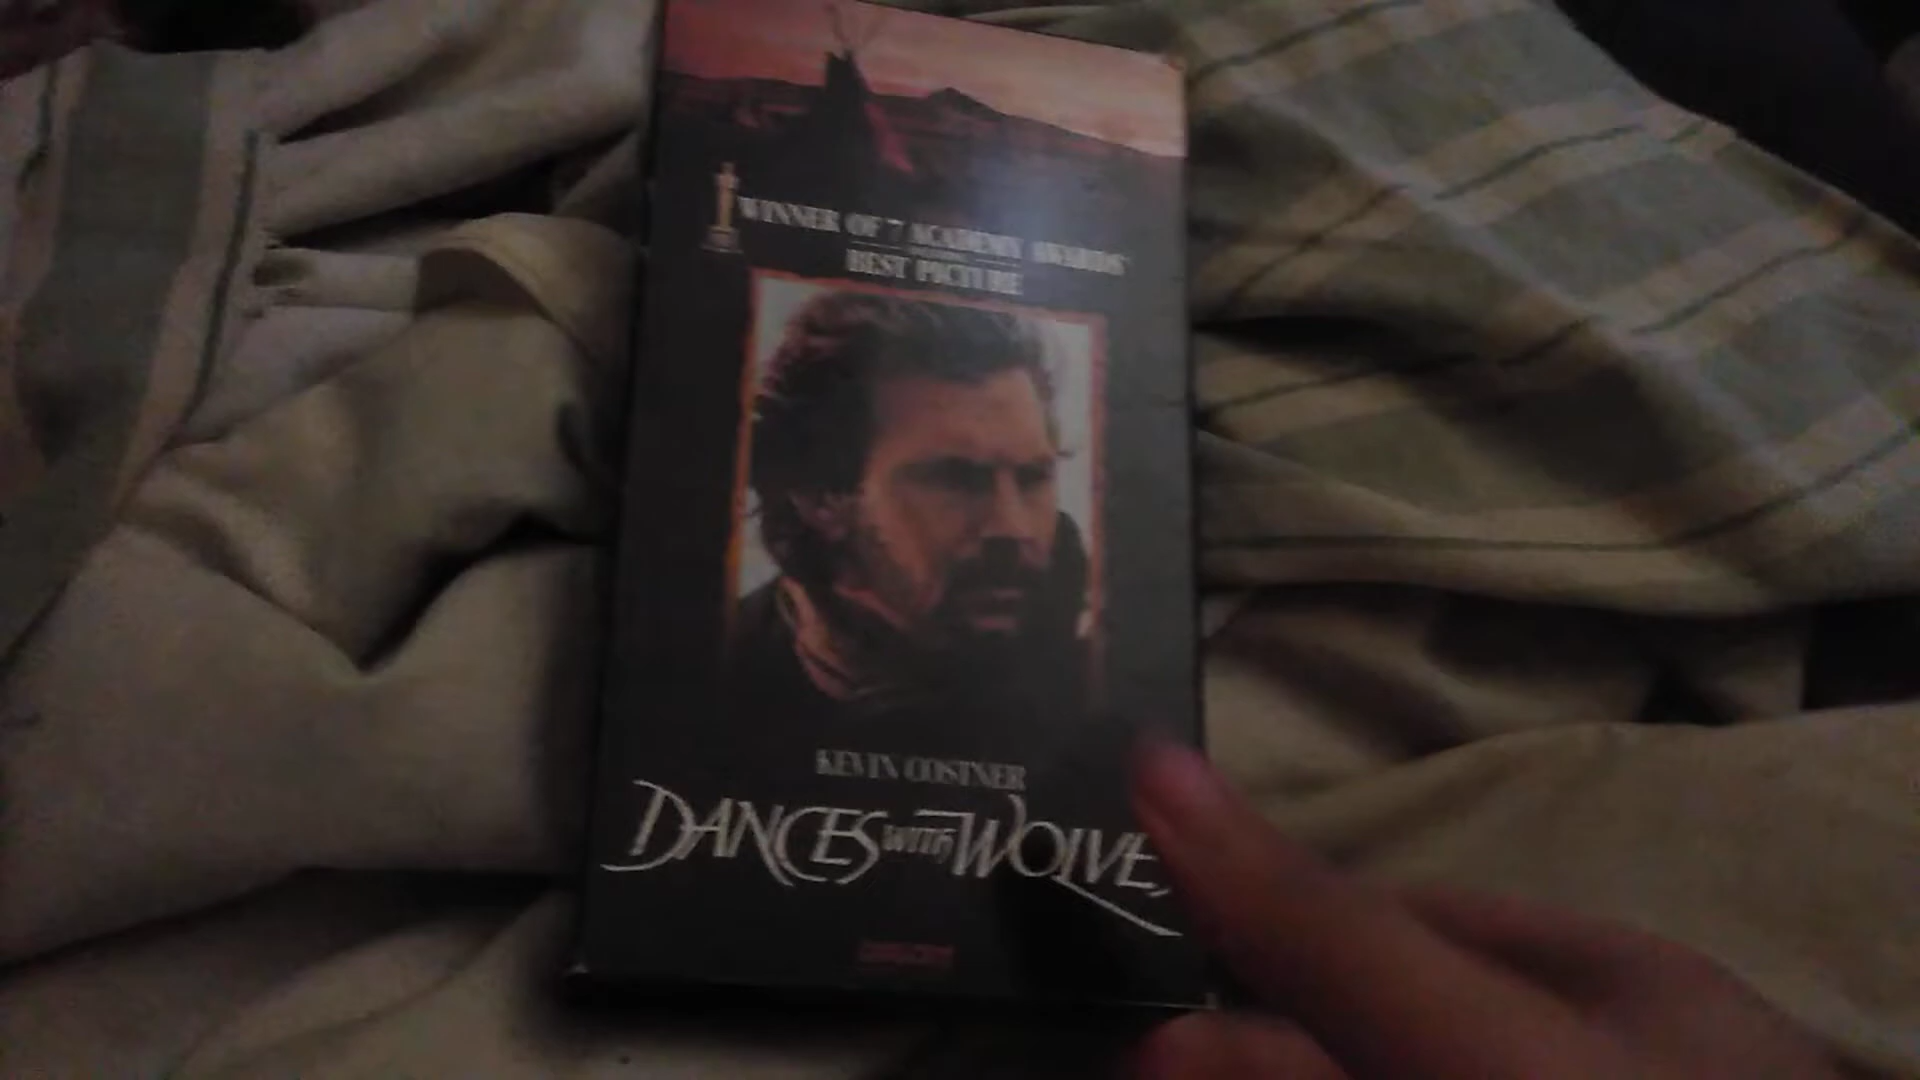 WINNER OF 7 ACADEMY AWARDS
BEST PICTURE
KEVIN COSTNER
DANCES WITH WOLVES